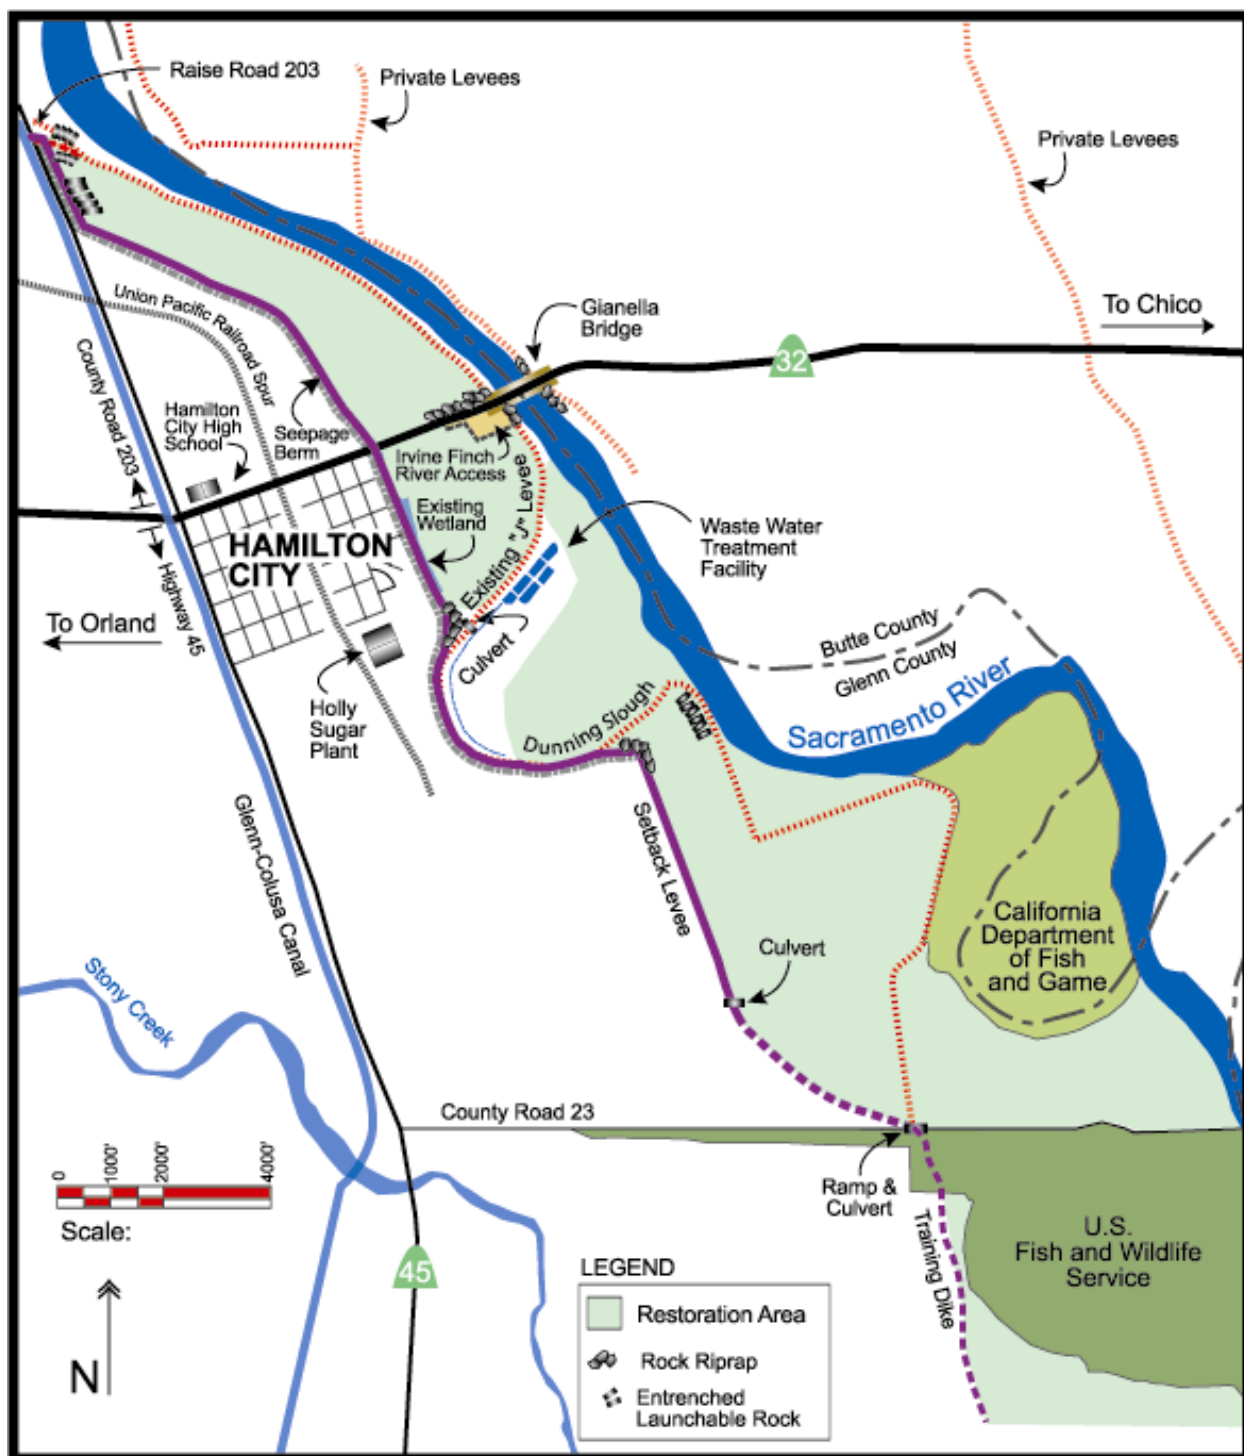 Raise Road 203
Private Levees
Private Levees
Gianella
Bridge
To Chico
32
Union Pacific Railroad Spur
County Road 203
Hamilton
City High
School
Seepage
Berm
Irvine Finch
River Access
Existing
Wetland
Existing "J" Levee
Waste Water
Treatment
Facility
HAMILTON
CITY
Highway 45
To Orland
Culvert
Butte County
Glenn County
Sacramento River
Holly
Sugar
Plant
Dunning Slough
Glenn-Colusa Canal
Setback Levee
California
Department
of Fish
and Game
Culvert
Stony Creek
County Road 23
0
1000'
2000'
4000'
Scale:
Ramp &
Culvert
Training Dike
U.S.
Fish and Wildlife
Service
45
N
LEGEND
Restoration Area
Rock Riprap
Entrenched
Launchable Rock